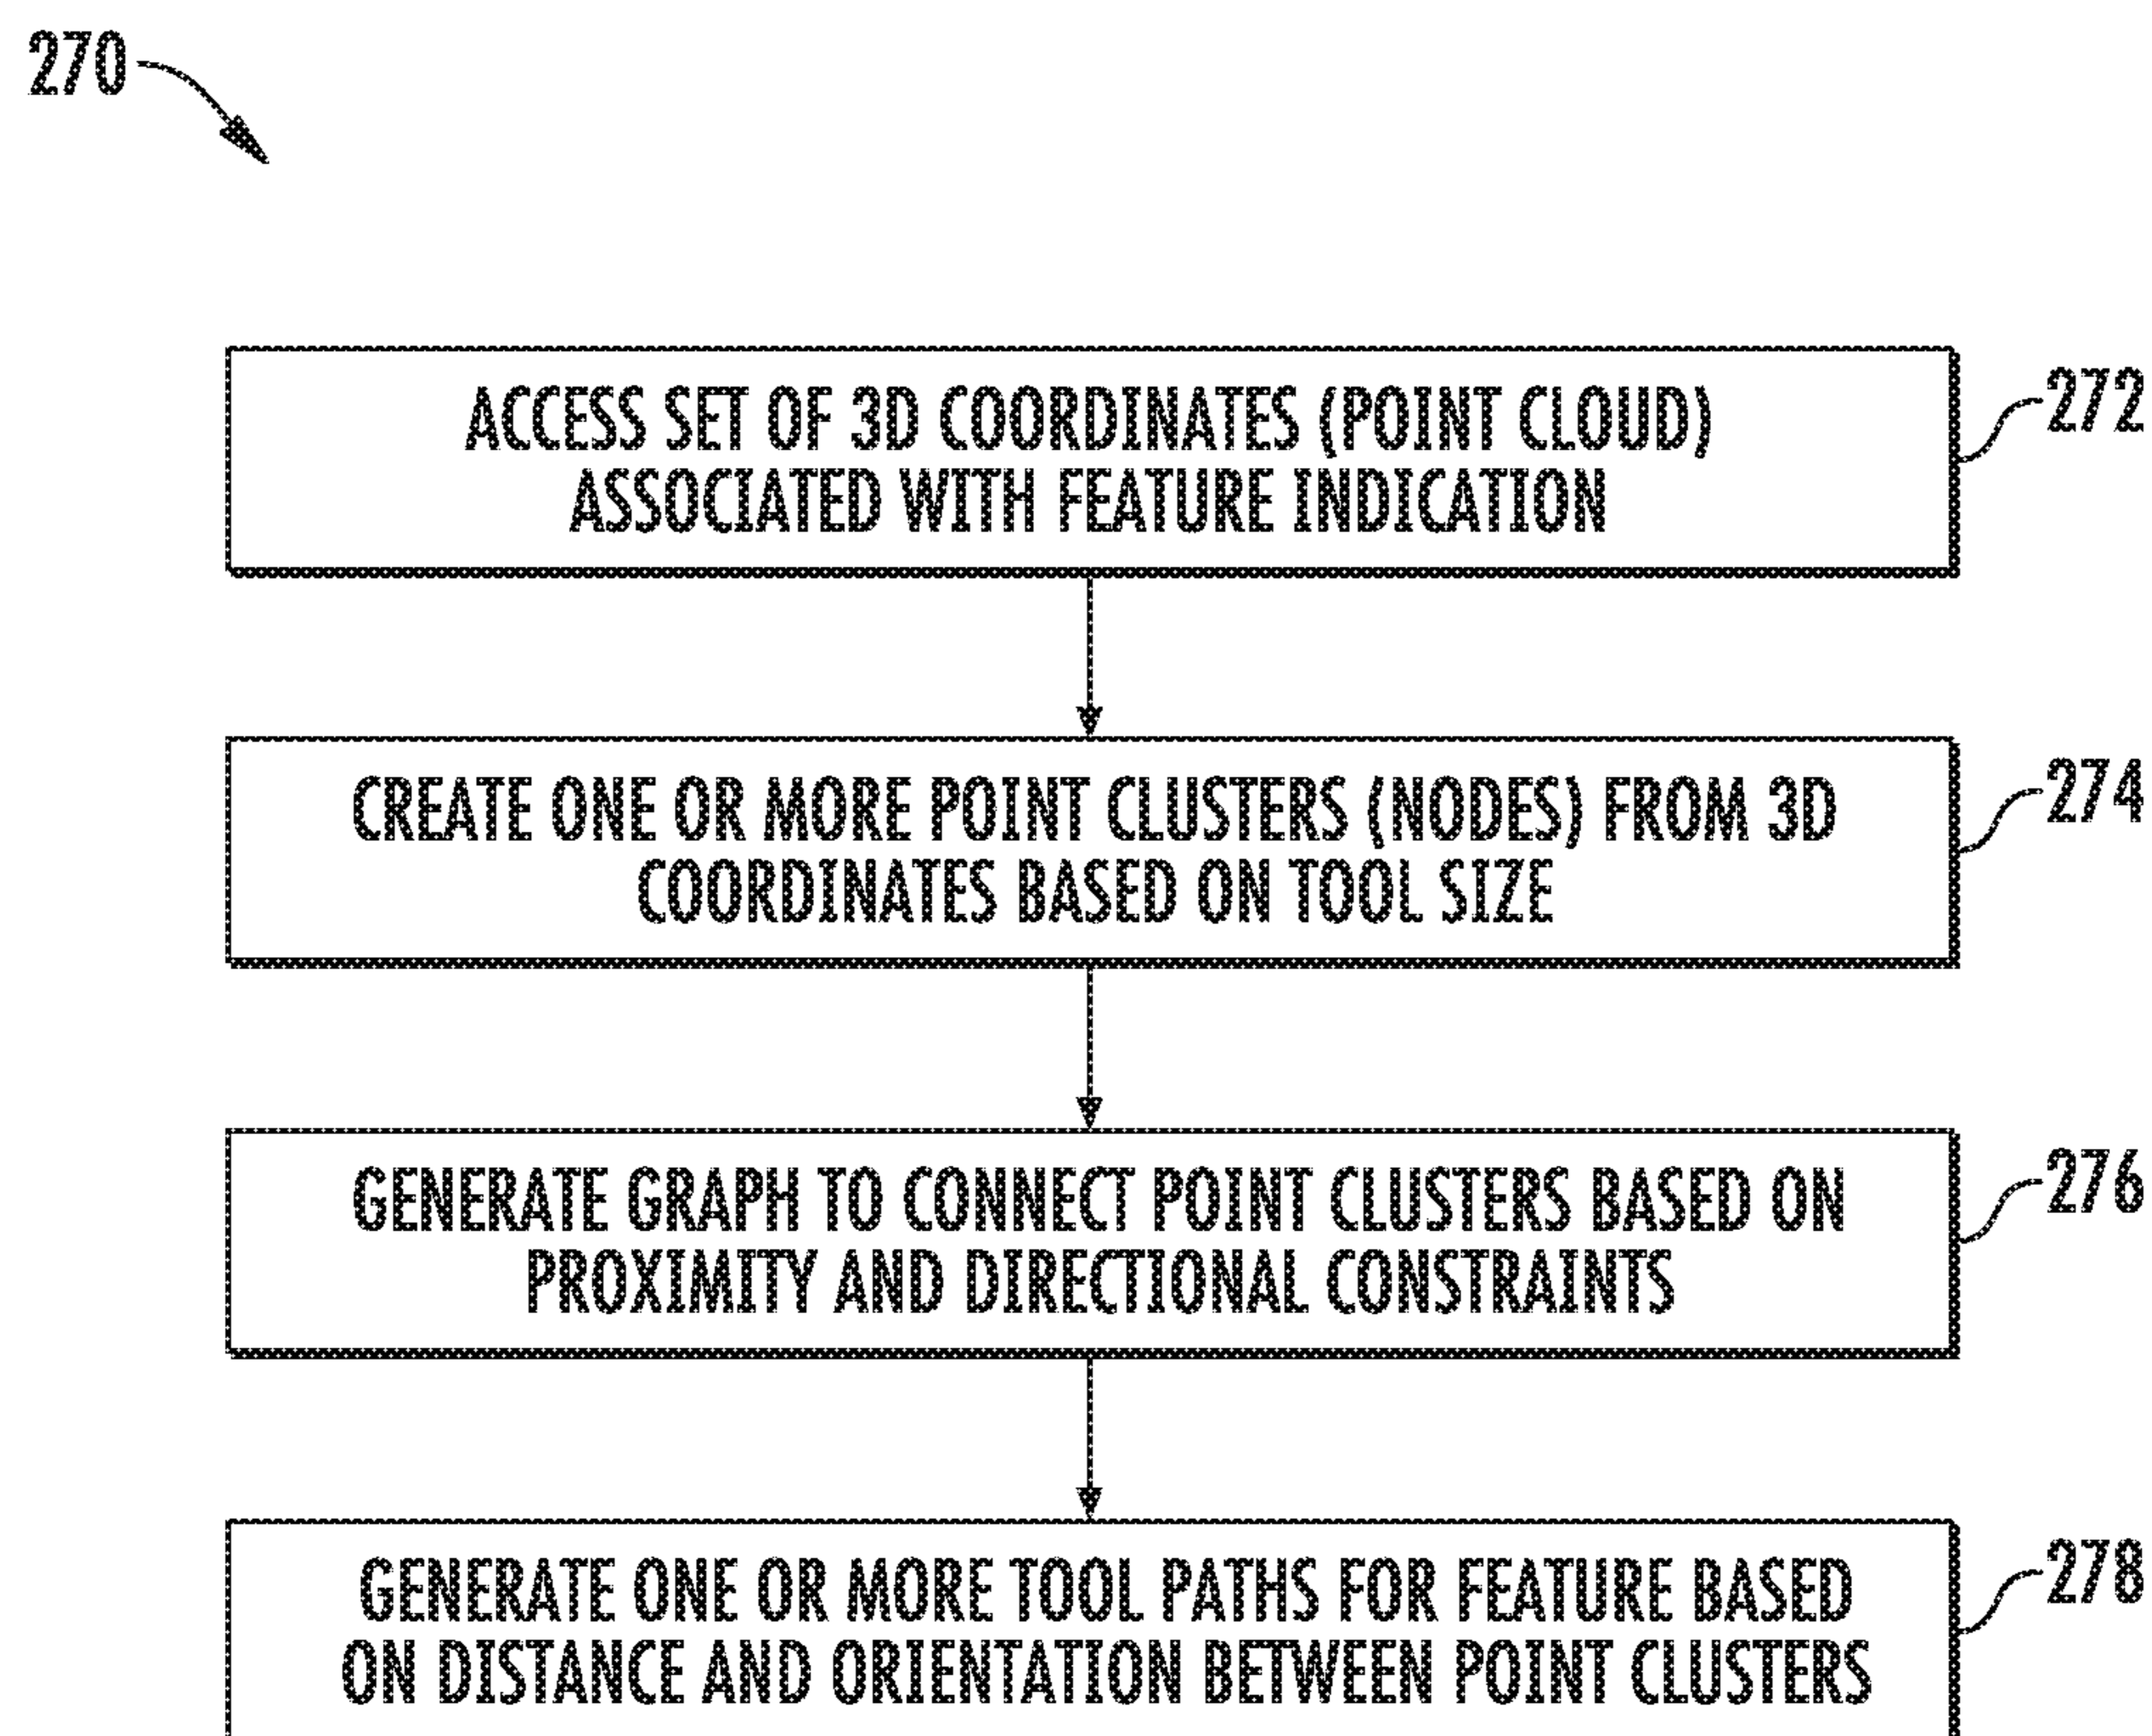 270
ACCESS SET OF 3D COORDINATES (POINT CLOUD)
ASSOCIATED WITH FEATURE INDICATION
272
CREATE ONE OR MORE POINT CLUSTERS (NODES) FROM 3D
COORDINATES BASED ON TOOL SIZE
274
GENERATE GRAPH TO CONNECT POINT CLUSTERS BASED ON
PROXIMITY AND DIRECTIONAL CONSTRAINTS
276
GENERATE ONE OR MORE TOOL PATHS FOR FEATURE BASED
ON DISTANCE AND ORIENTATION BETWEEN POINT CLUSTERS
278